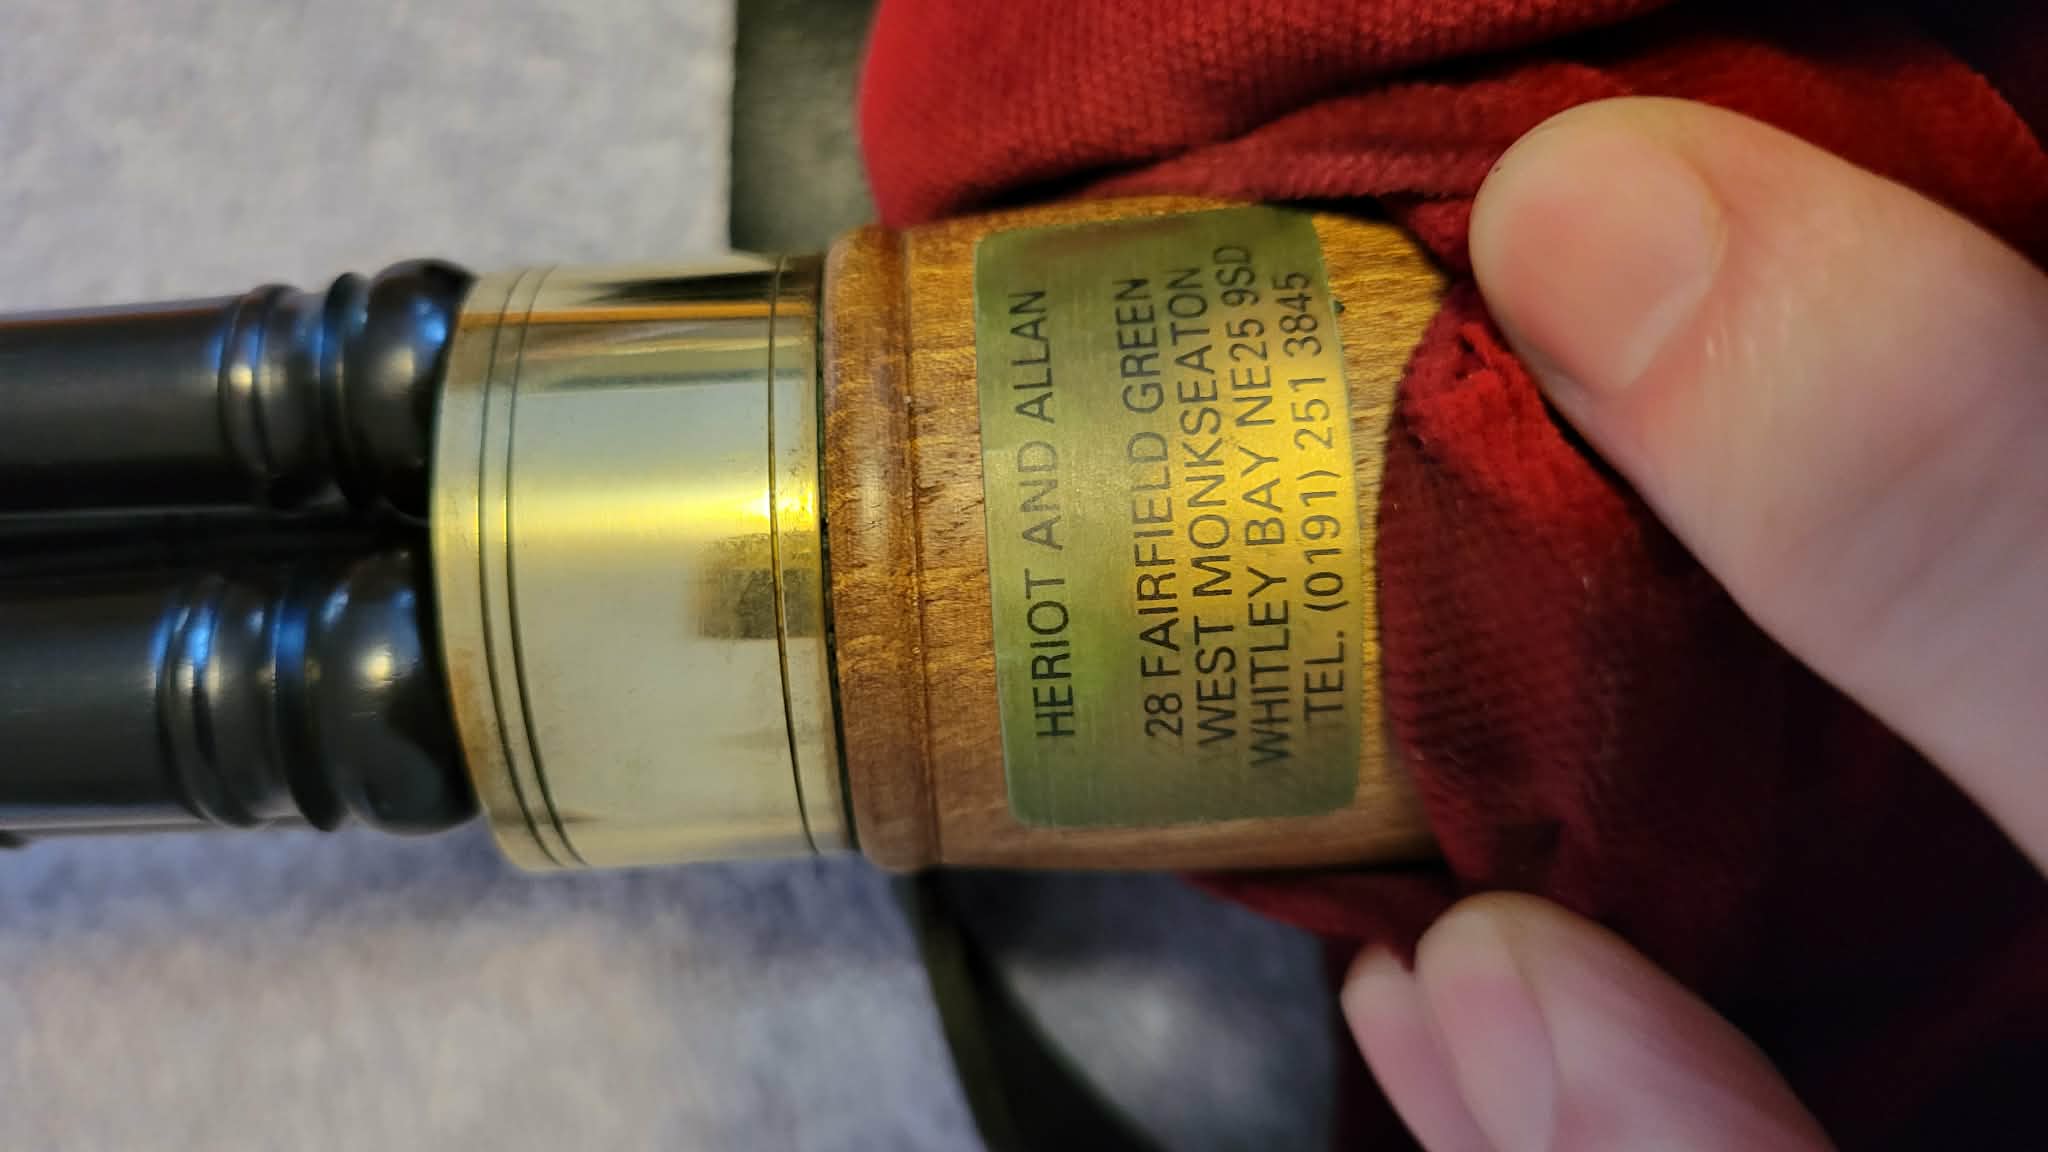 HERIOT AND ALLAN
28 FAIRFIELD GREEN
WEST MONKSEATON
WHITLEY BAY NE25 9SD
TEL. (0191) 251 3845